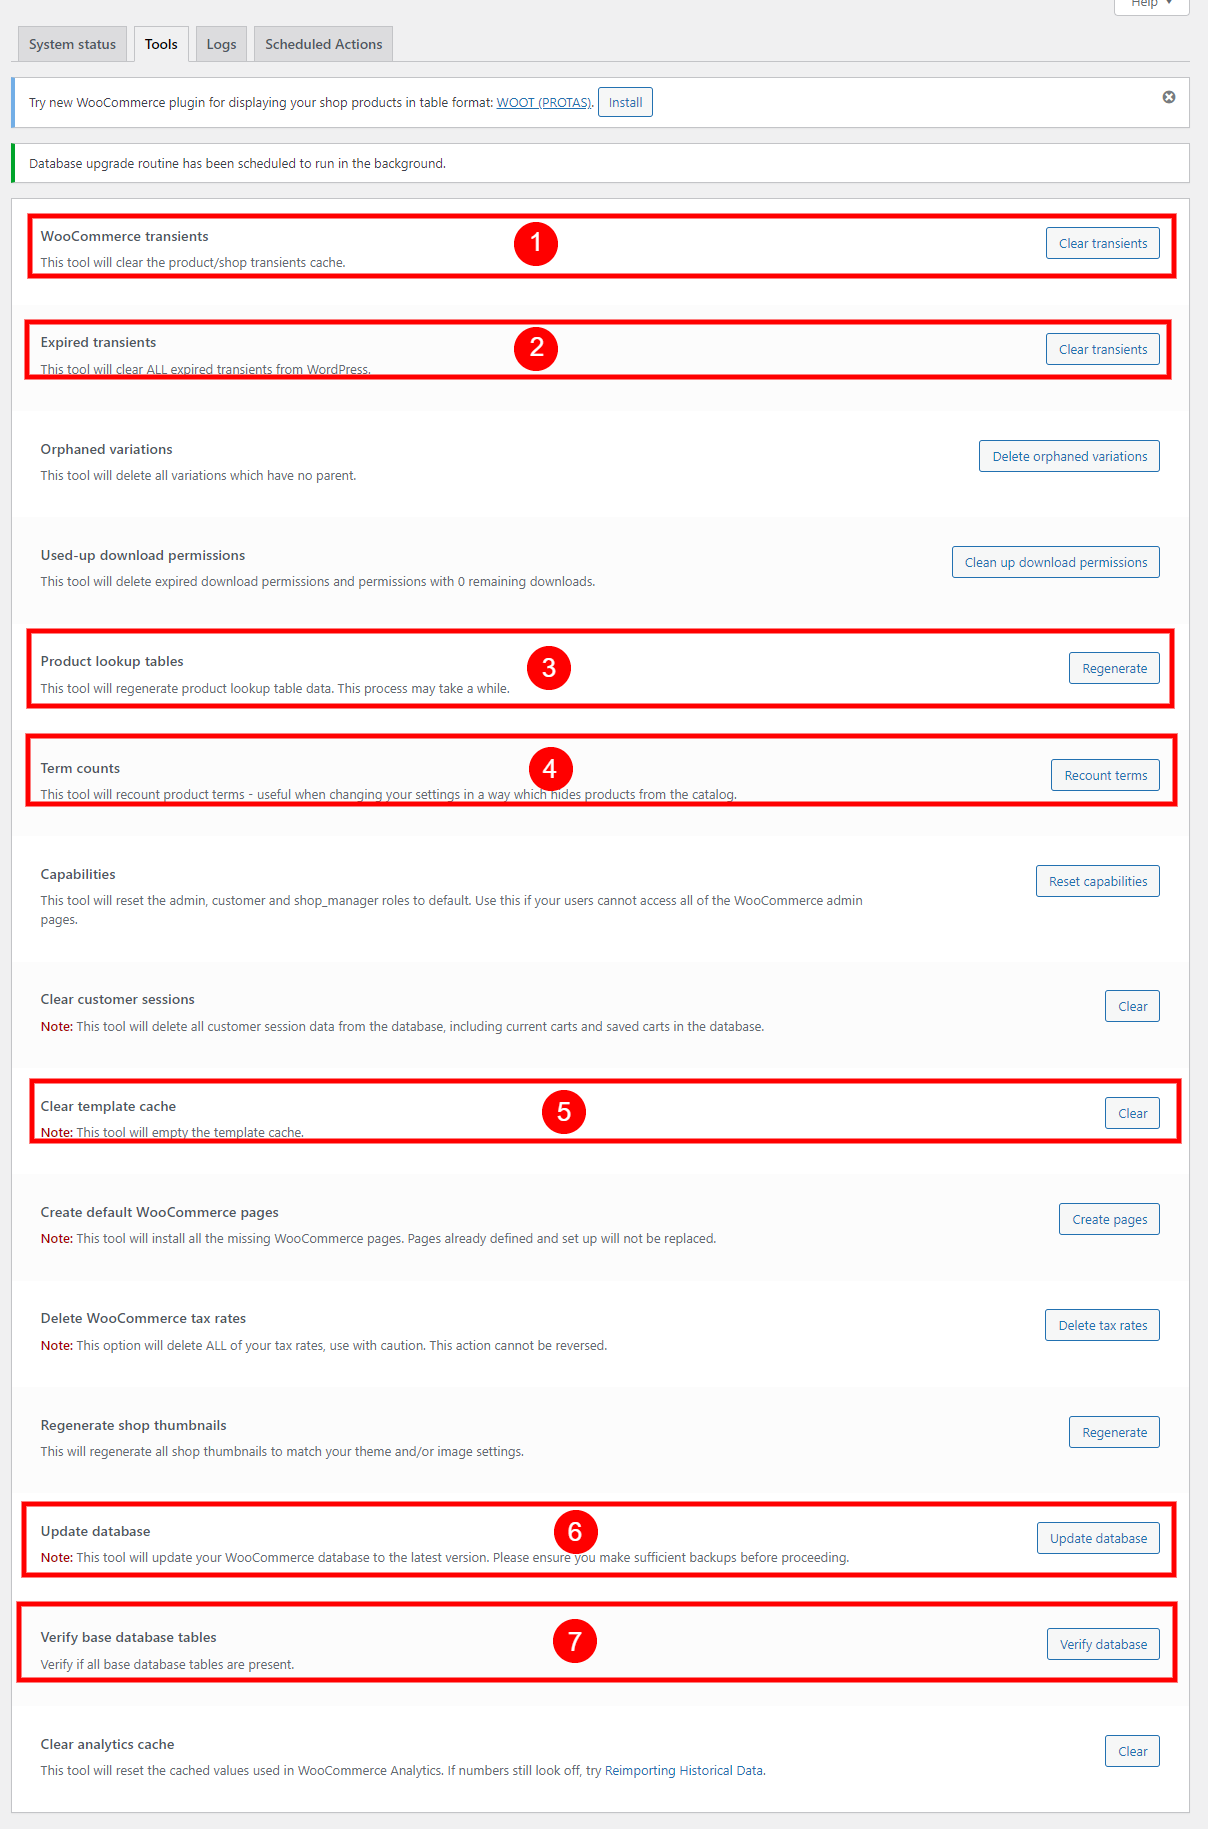 Help
System status
Tools
Logs
Scheduled Actions
Try new WooCommerce plugin for displaying your shop products in table format: WOOT (PROTAS). Install
Database upgrade routine has been scheduled to run in the background.
WooCommerce transients
1
Clear transients
This tool will clear the product/shop transients cache.
Expired transients
2
Clear transients
This tool will clear ALL expired transients from WordPress.
Orphaned variations
Delete orphaned variations
This tool will delete all variations which have no parent.
Used-up download permissions
Clean up download permissions
This tool will delete expired download permissions and permissions with 0 remaining downloads.
Product lookup tables
3
Regenerate
This tool will regenerate product lookup table data. This process may take a while.
Term counts
4
Recount terms
This tool will recount product terms - useful when changing your settings in a way which hides products from the catalog.
Capabilities
Reset capabilities
This tool will reset the admin, customer and shop_manager roles to default. Use this if your users cannot access all of the WooCommerce admin
pages.
Clear customer sessions
Clear
Note: This tool will delete all customer session data from the database, including current carts and saved carts in the database.
Clear template cache
5
Clear
Note: This tool will empty the template cache.
Create default WooCommerce pages
Create pages
Note: This tool will install all the missing WooCommerce pages. Pages already defined and set up will not be replaced.
Delete WooCommerce tax rates
Delete tax rates
Note: This option will delete ALL of your tax rates, use with caution. This action cannot be reversed.
Regenerate shop thumbnails
Regenerate
This will regenerate all shop thumbnails to match your theme and/or image settings.
Update database
6
Update database
Note: This tool will update your WooCommerce database to the latest version. Please ensure you make sufficient backups before proceeding.
Verify base database tables
7
Verify database
Verify if all base database tables are present.
Clear analytics cache
Clear
This tool will reset the cached values used in WooCommerce Analytics. If numbers still look off, try Reimporting Historical Data.